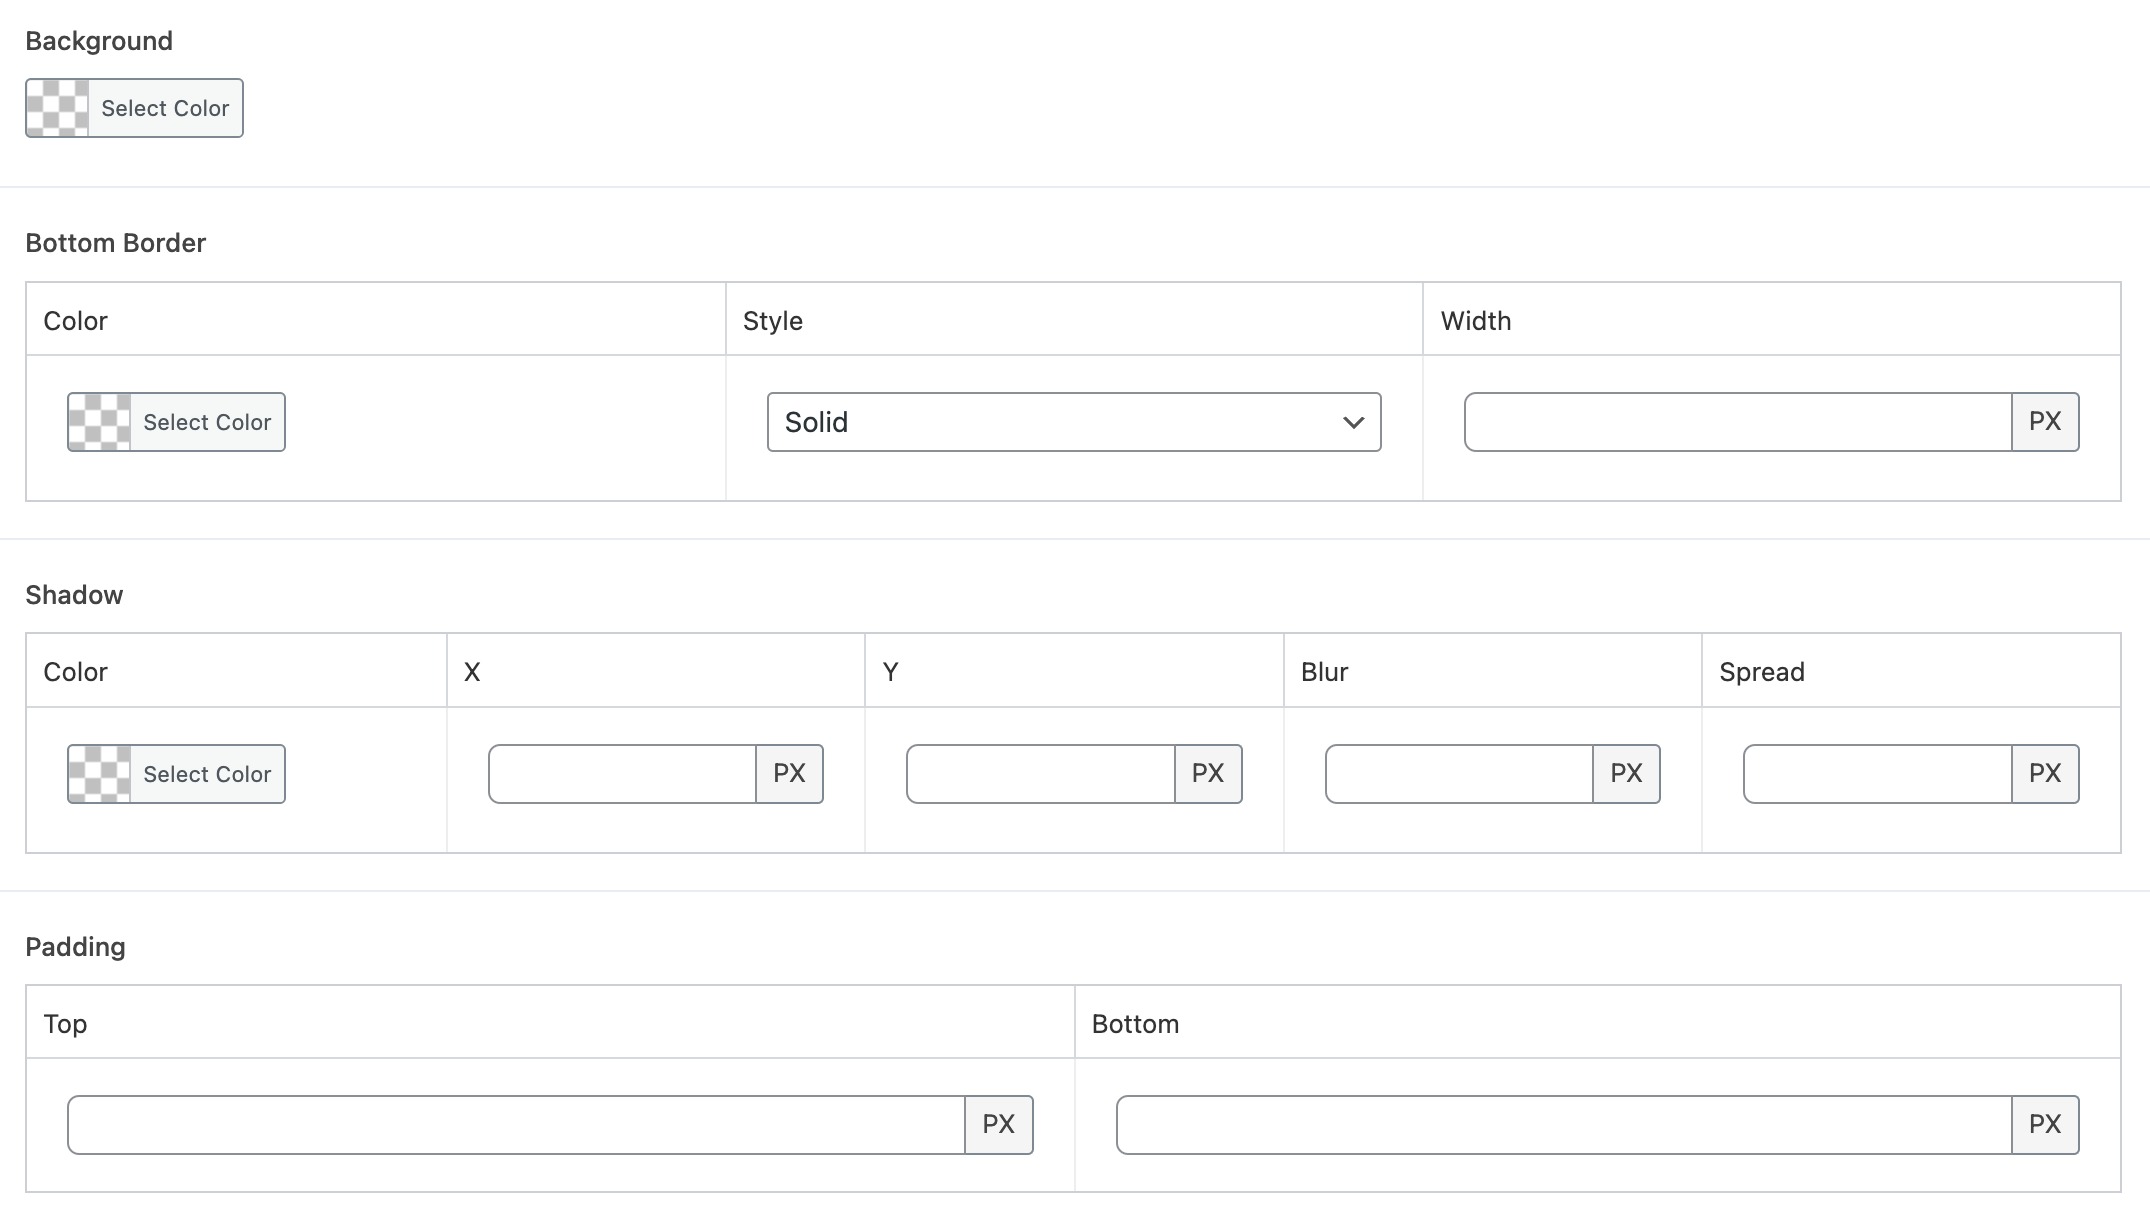 Background
Select Color
Bottom Border
Color Style Width
Select Color Solid PX
Shadow
Color X Y Blur Spread
Select Color PX PX PX PX
Padding
Top Bottom
PX PX